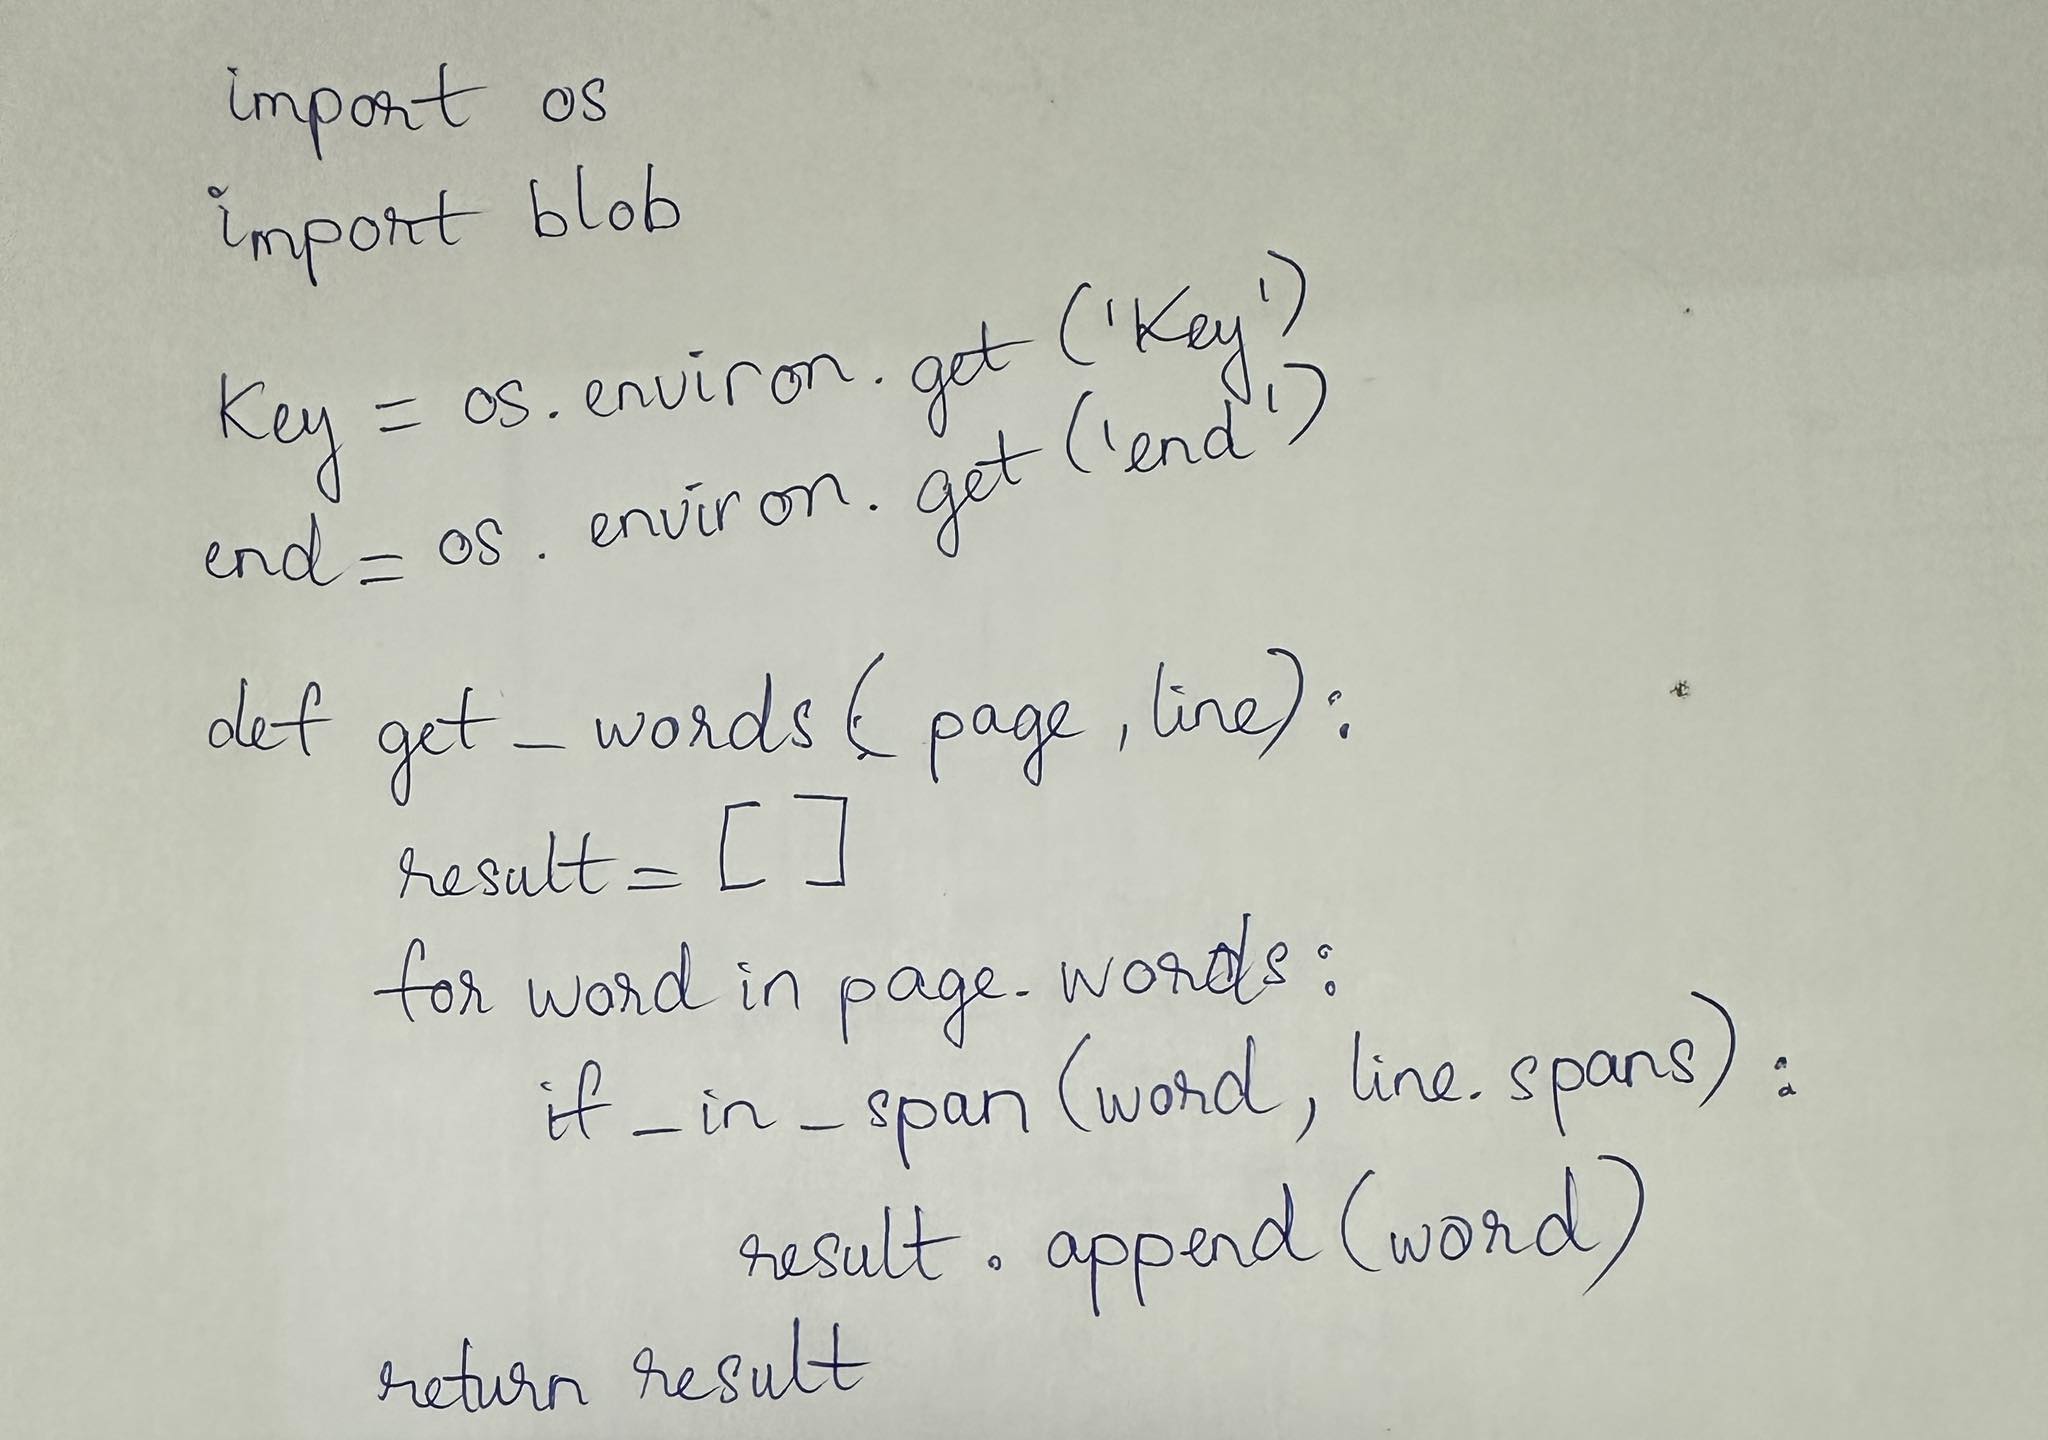 import os
import blob
Key = os.environ.get('Key')
end = os.environ.get('end')
def get_words(page, line):
result = []
for word in page.words:
if_in_span(word, line.spans):
result.append(word)
return result